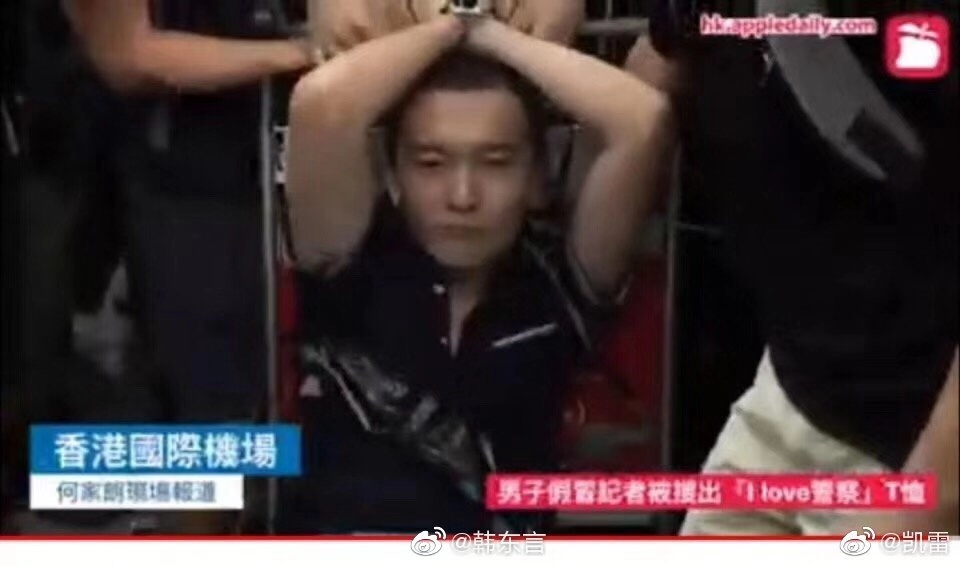 hk.appledaily.com
香港國際機場
何家朗現場報道
男子假冒記者被搜出「I love警察」T恤
@韩东言
@凯雷